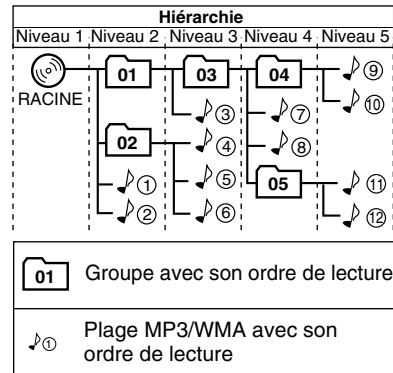 Hiérarchie
Niveau 1 Niveau 2 Niveau 3 Niveau 4 Niveau 5
01 03 04 ⑨
RACINE ③ ⑦ ⑩
02 ④ ⑧
① ⑤ 05 ⑪
② ⑥ ⑫
01 Groupe avec son ordre de lecture
① Plage MP3/WMA avec son
ordre de lecture